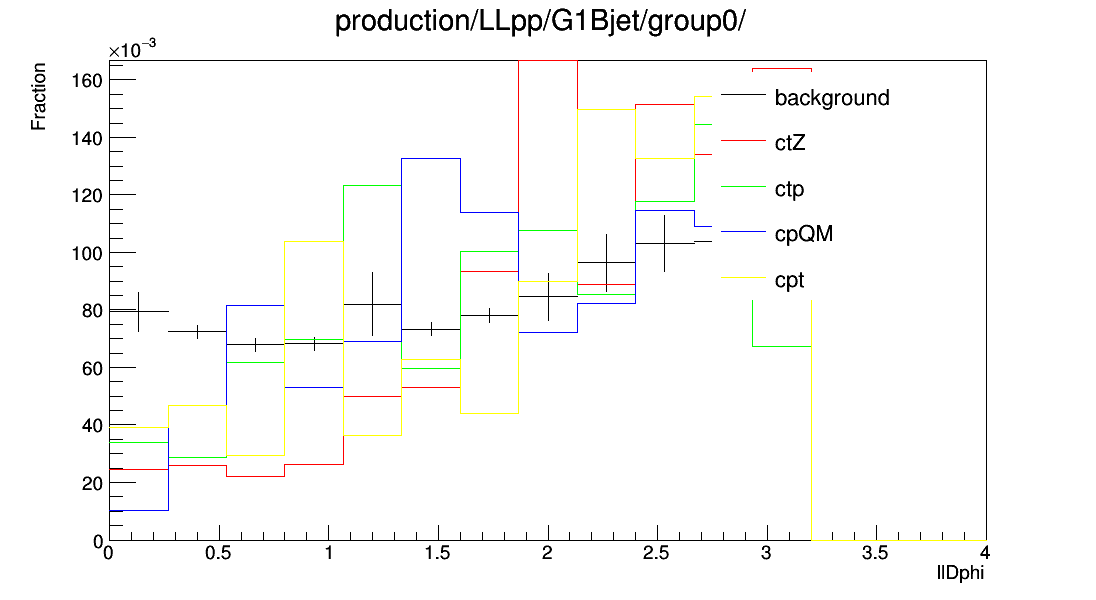 production/LLpp/G1Bjet/group0/
×10⁻³
Fraction
160
140
120
100
80
60
40
20
0
background
ctZ
ctp
cpQM
cpt
0 0.5 1 1.5 2 2.5 3 3.5 4
llDphi